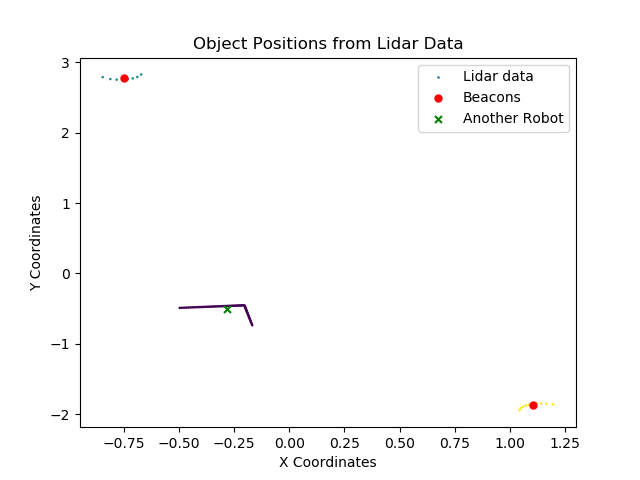 Object Positions from Lidar Data
Lidar data
Beacons
Another Robot
Y Coordinates
3
2
1
0
−1
−2
−0.75 −0.50 −0.25 0.00 0.25 0.50 0.75 1.00 1.25
X Coordinates